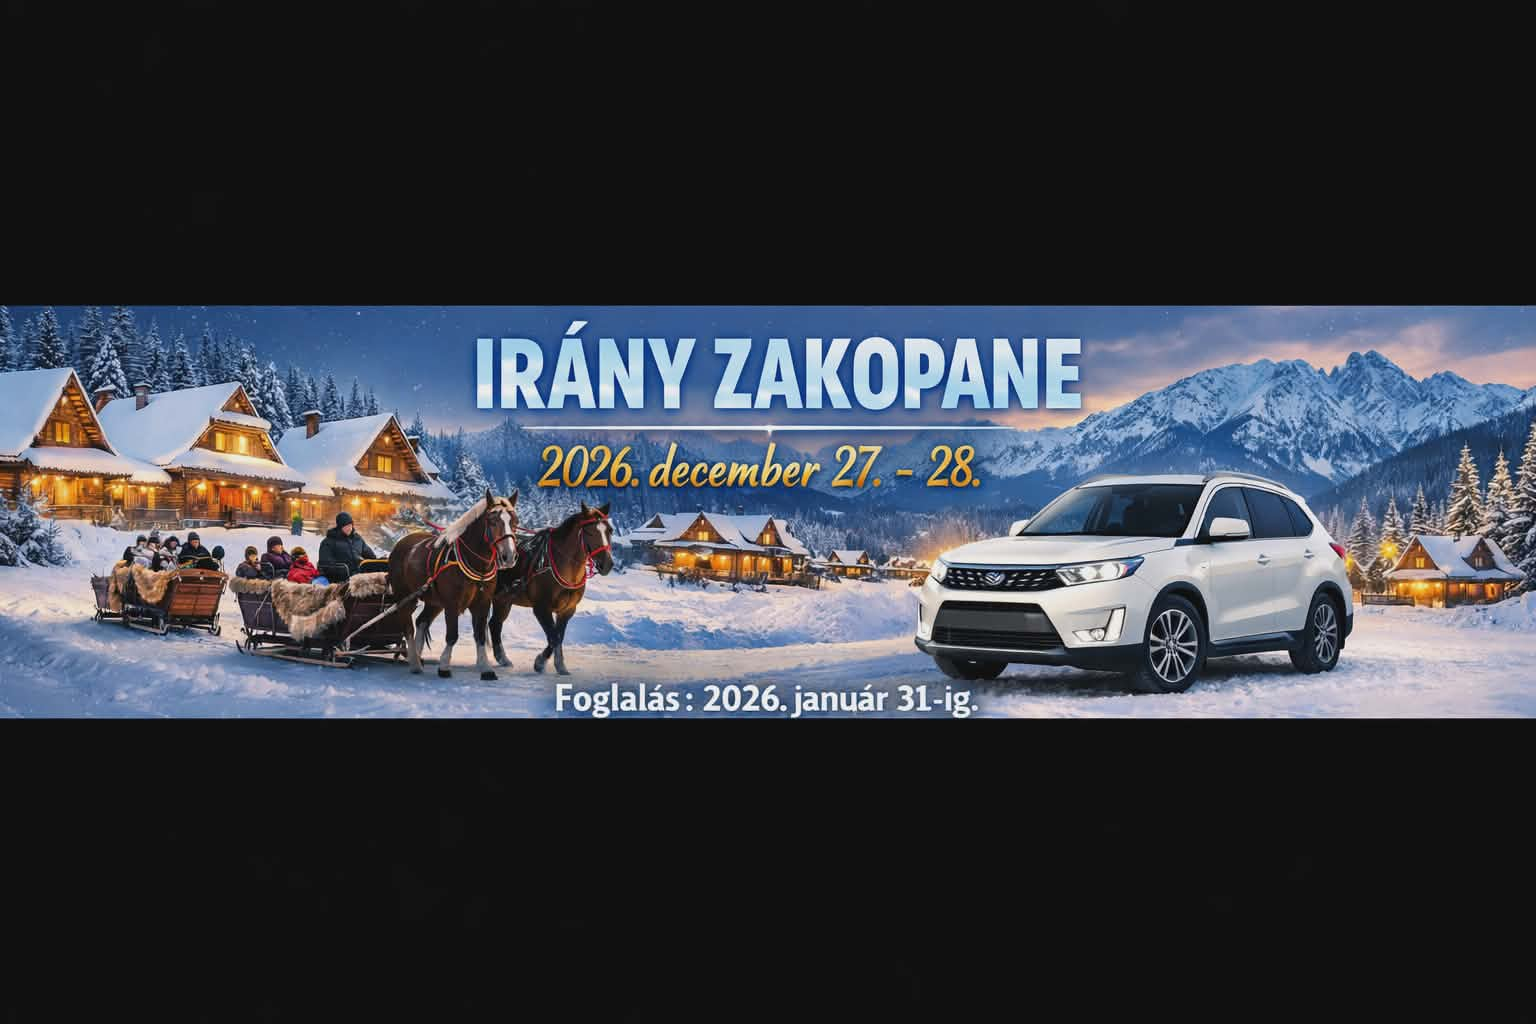 IRÁNY ZAKOPANE
2026. december 27. - 28.
Foglalás: 2026. január 31-ig.